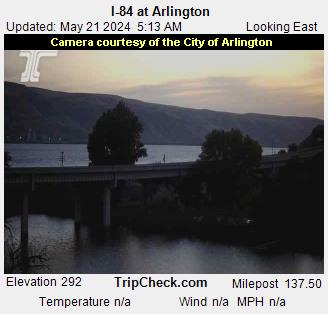 I-84 at Arlington
Updated: May 21 2024 5:13 AM Looking East
Camera courtesy of the City of Arlington
Elevation 292 TripCheck.com Milepost 137.50
Temperature n/a Wind n/a MPH n/a